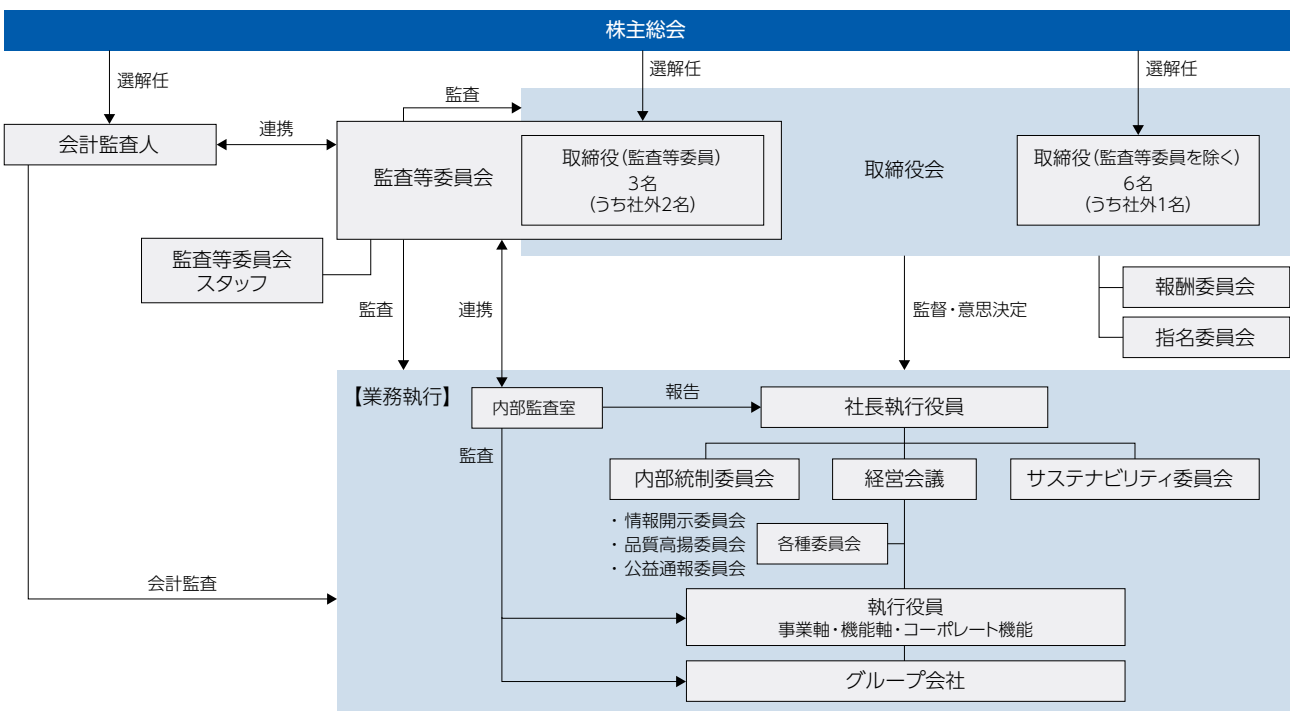 株主総会
選解任
選解任
選解任
監査
会計監査人
連携
監査等委員会
取締役（監査等委員）
3名
（うち社外2名）
取締役会
取締役（監査等委員を除く）
6名
（うち社外1名）
監査等委員会
スタッフ
監査
連携
監督・意思決定
報酬委員会
指名委員会
【業務執行】
内部監査室
報告
社長執行役員
監査
内部統制委員会
経営会議
サステナビリティ委員会
・情報開示委員会
・品質高揚委員会
・公益通報委員会
各種委員会
会計監査
執行役員
事業軸・機能軸・コーポレート機能
グループ会社